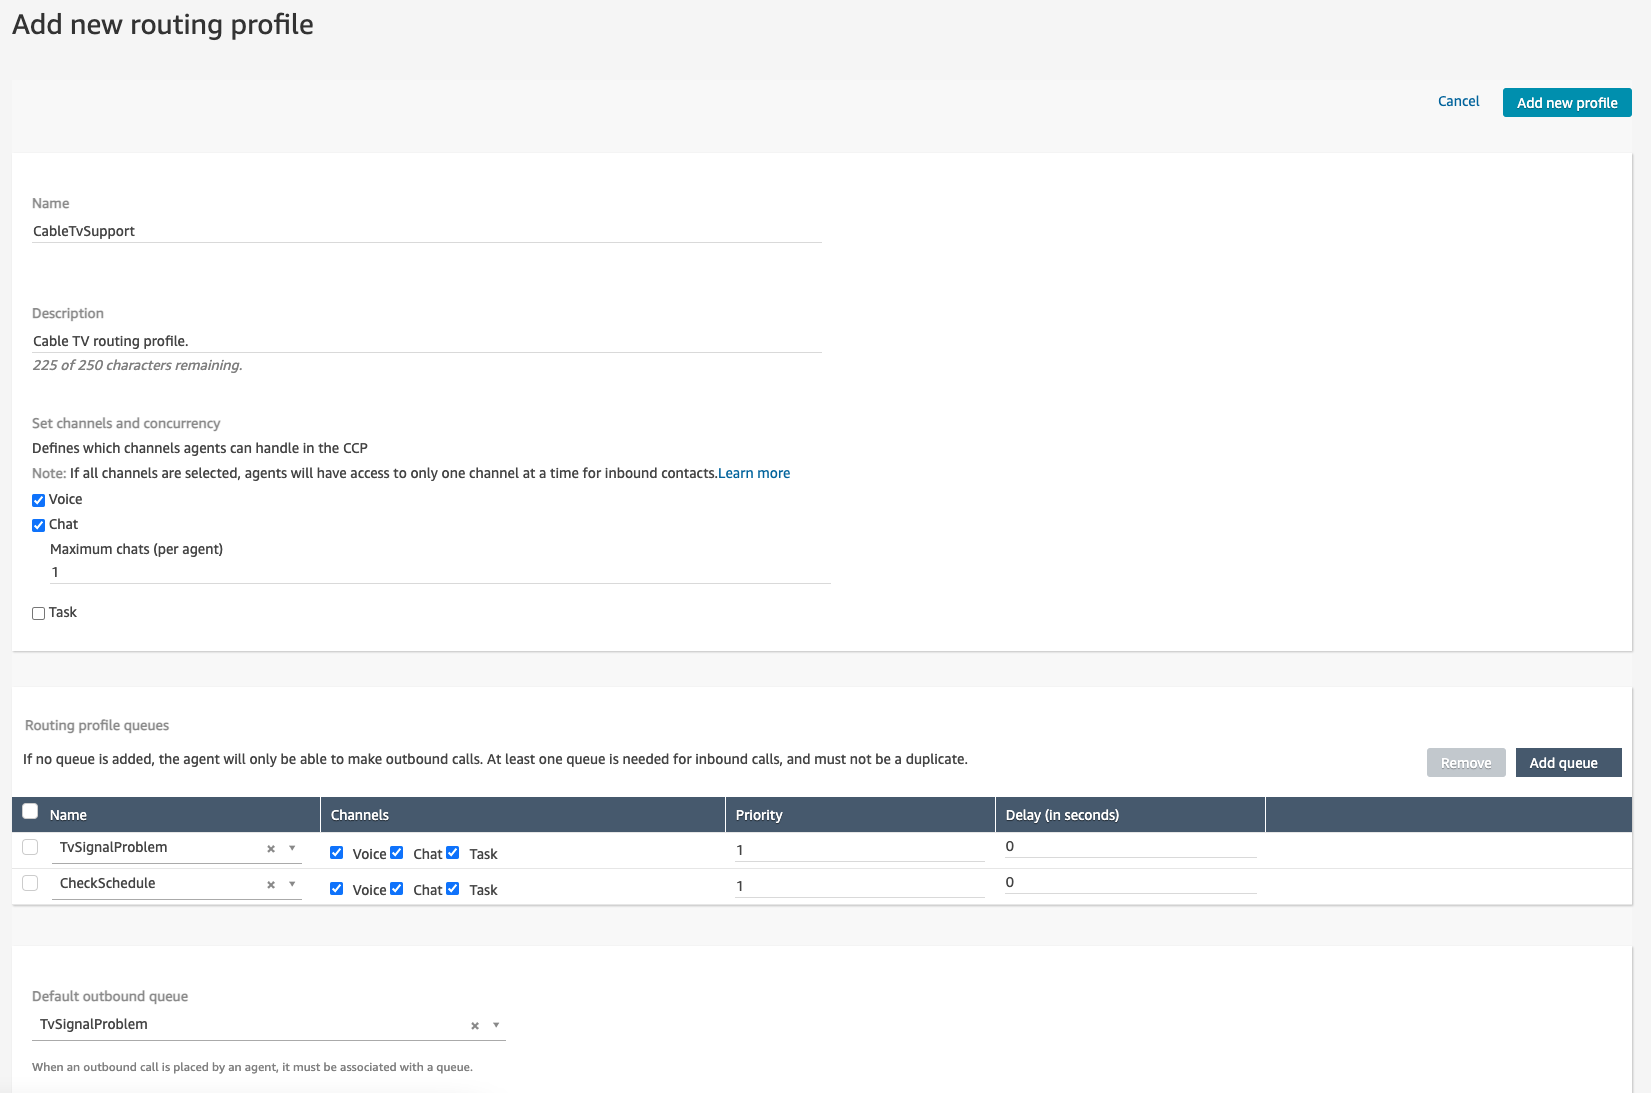 Add new routing profile
Cancel
Add new profile
Name
CableTvSupport
Description
Cable TV routing profile.
225 of 250 characters remaining.
Set channels and concurrency
Defines which channels agents can handle in the CCP
Note: If all channels are selected, agents will have access to only one channel at a time for inbound contacts.Learn more
Voice
Chat
Maximum chats (per agent)
1
Task
Routing profile queues
If no queue is added, the agent will only be able to make outbound calls. At least one queue is needed for inbound calls, and must not be a duplicate.
Remove
Add queue
Name Channels Priority Delay (in seconds)
TvSignalProblem × Voice Chat Task 1 0
CheckSchedule × Voice Chat Task 1 0
Default outbound queue
TvSignalProblem ×
When an outbound call is placed by an agent, it must be associated with a queue.